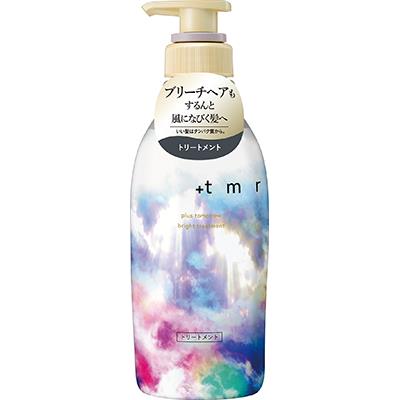 ブリーチヘアも
するんと
風になびく髪へ
いい髪はタンパク質から。
トリートメント
+tmr
plus tomorrow
bright treatment
トリートメント